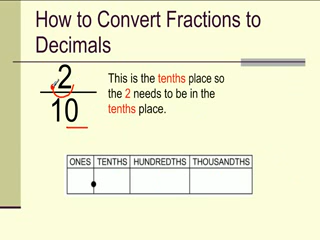 How to Convert Fractions to
Decimals
2
10
This is the tenths place so
the 2 needs to be in the
tenths place.
ONES TENTHS HUNDREDTHS THOUSANDTHS